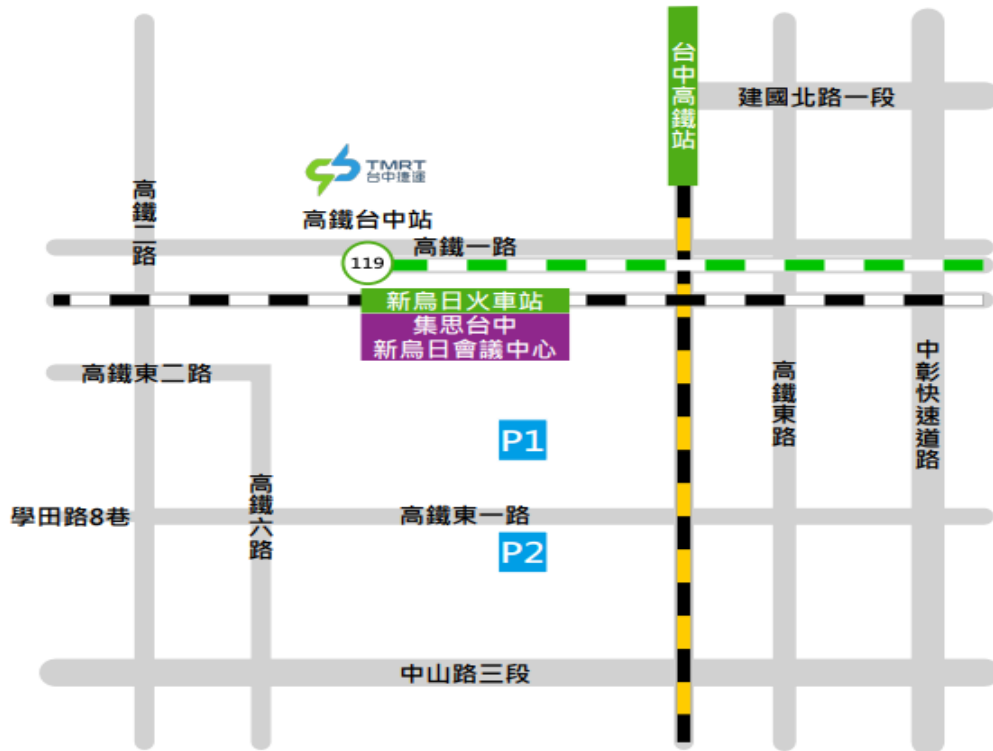 台中高鐵站
建國北路一段
TMRT
台中捷運
高鐵二路
高鐵台中站
高鐵一路
119
新烏日火車站
集思台中
新烏日會議中心
高鐵東二路
高鐵東路
中彰快速道路
P1
高鐵六路
學田路8巷
高鐵東一路
P2
中山路三段